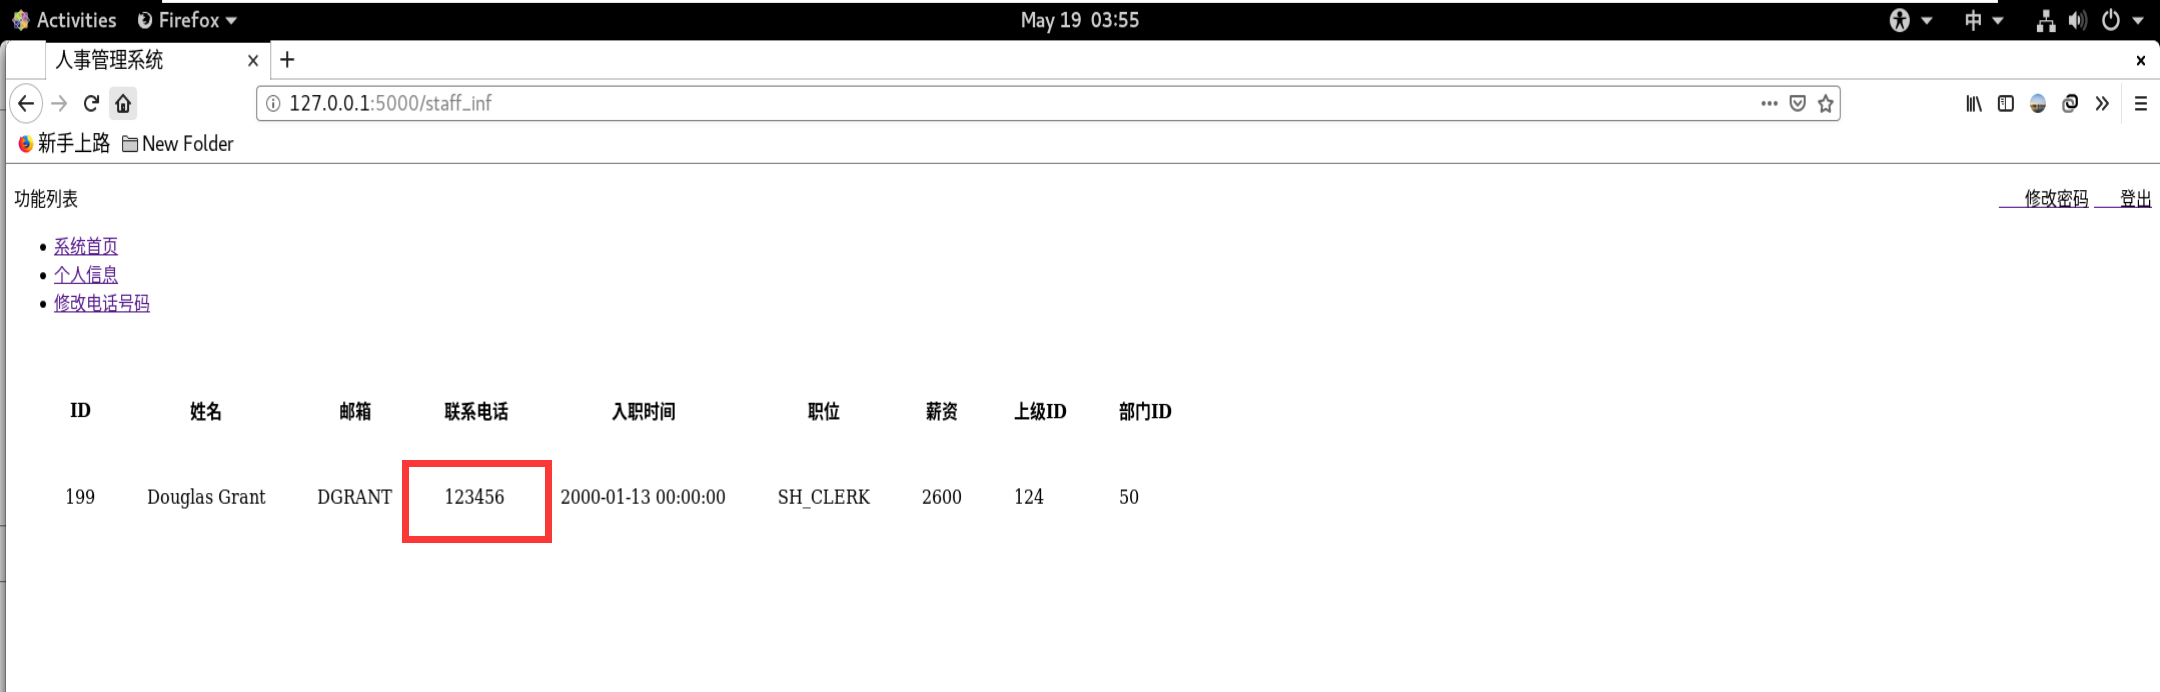 Activities Firefox May 19 03:55 中
人事管理系统
127.0.0.1:5000/staff_inf
新手上路 New Folder
功能列表 修改密码 登出
系统首页
个人信息
修改电话号码
ID 姓名 邮箱 联系电话 入职时间 职位 薪资 上级ID 部门ID
199 Douglas Grant DGRANT 123456 2000-01-13 00:00:00 SH_CLERK 2600 124 50